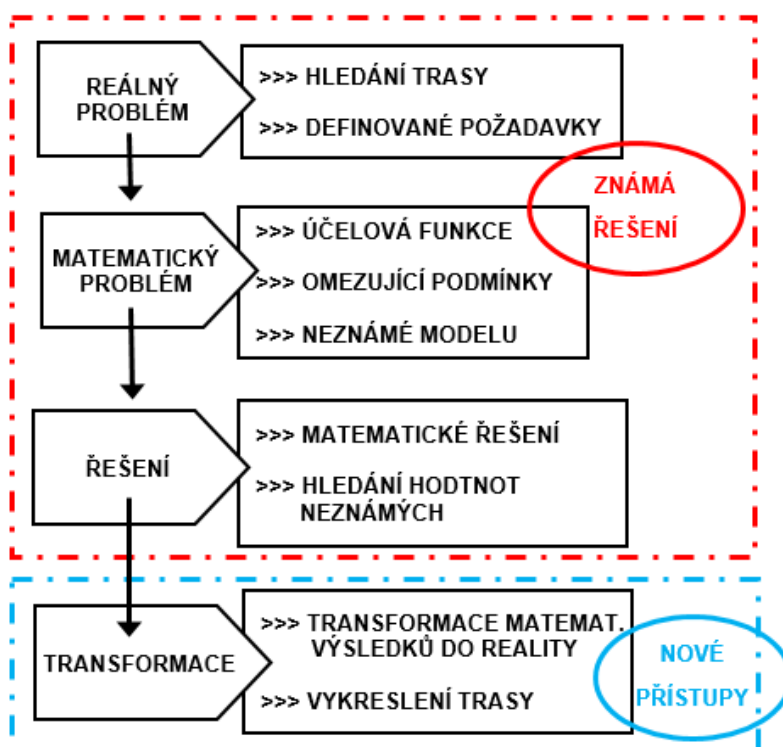 REÁLNÝ
PROBLÉM
>>> HLEDÁNÍ TRASY
>>> DEFINOVANÉ POŽADAVKY
ZNÁMÁ
ŘEŠENÍ
MATEMATICKÝ
PROBLÉM
>>> ÚČELOVÁ FUNKCE
>>> OMEZUJÍCÍ PODMÍNKY
>>> NEZNÁMÉ MODELU
ŘEŠENÍ
>>> MATEMATICKÉ ŘEŠENÍ
>>> HLEDÁNÍ HODTNOT
NEZNÁMÝCH
TRANSFORMACE
>>> TRANSFORMACE MATEMAT.
VÝSLEDKŮ DO REALITY
>>> VYKRESLENÍ TRASY
NOVÉ
PŘÍSTUPY